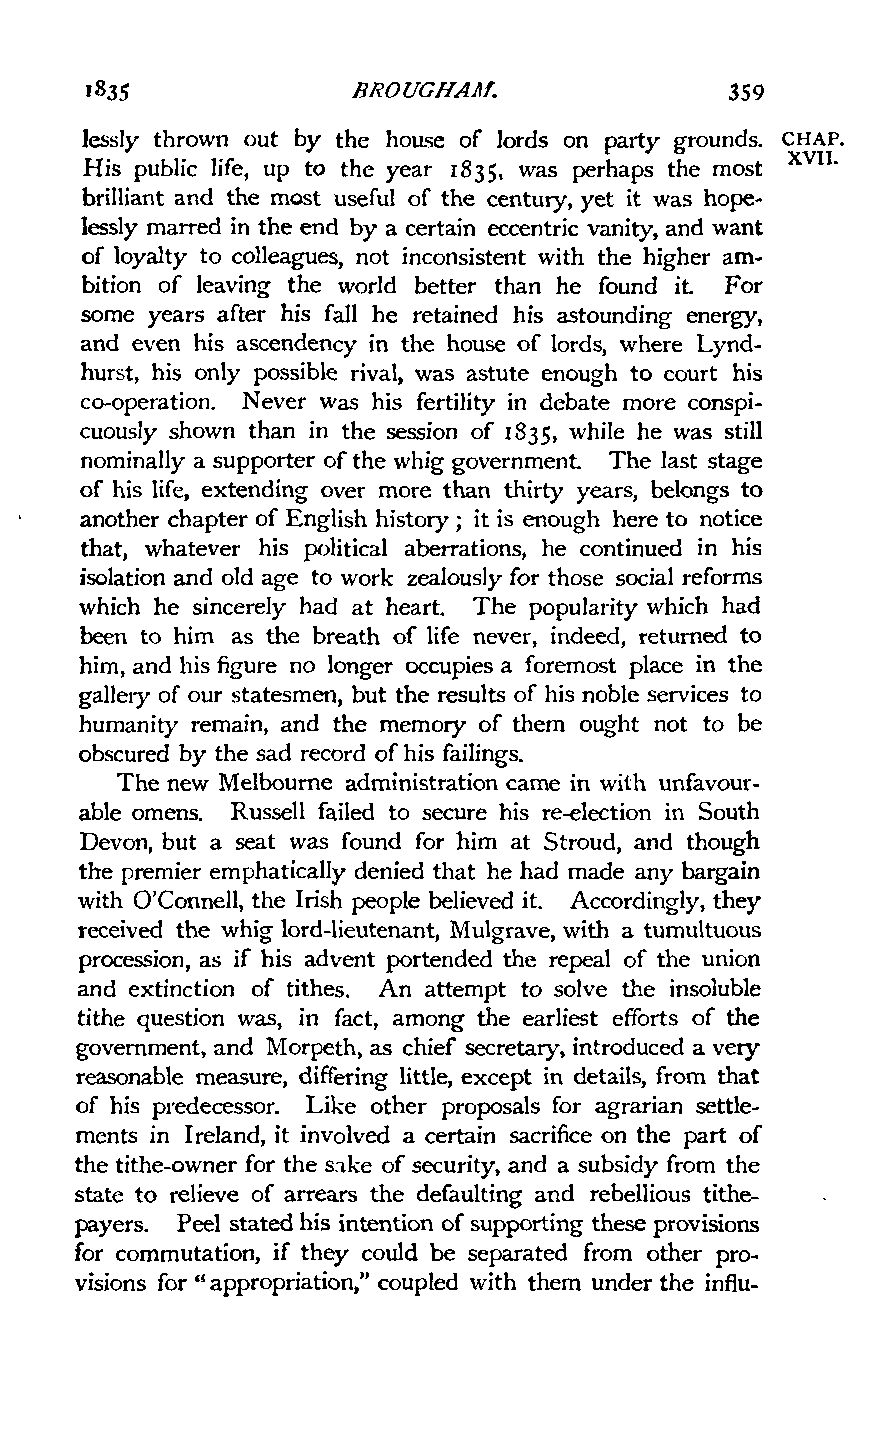 1835 BROUGHAM. 359
lessly thrown out by the house of lords on party grounds. CHAP.
His public life, up to the year 1835, was perhaps the most XVII.
brilliant and the most useful of the century, yet it was hope-
lessly marred in the end by a certain eccentric vanity, and want
of loyalty to colleagues, not inconsistent with the higher am-
bition of leaving the world better than he found it. For
some years after his fall he retained his astounding energy,
and even his ascendency in the house of lords, where Lynd-
hurst, his only possible rival, was astute enough to court his
co-operation. Never was his fertility in debate more conspi-
cuously shown than in the session of 1835, while he was still
nominally a supporter of the whig government. The last stage
of his life, extending over more than thirty years, belongs to
another chapter of English history; it is enough here to notice
that, whatever his political aberrations, he continued in his
isolation and old age to work zealously for those social reforms
which he sincerely had at heart. The popularity which had
been to him as the breath of life never, indeed, returned to
him, and his figure no longer occupies a foremost place in the
gallery of our statesmen, but the results of his noble services to
humanity remain, and the memory of them ought not to be
obscured by the sad record of his failings.
The new Melbourne administration came in with unfavour-
able omens. Russell failed to secure his re-election in South
Devon, but a seat was found for him at Stroud, and though
the premier emphatically denied that he had made any bargain
with O'Connell, the Irish people believed it. Accordingly, they
received the whig lord-lieutenant, Mulgrave, with a tumultuous
procession, as if his advent portended the repeal of the union
and extinction of tithes. An attempt to solve the insoluble
tithe question was, in fact, among the earliest efforts of the
government, and Morpeth, as chief secretary, introduced a very
reasonable measure, differing little, except in details, from that
of his predecessor. Like other proposals for agrarian settle-
ments in Ireland, it involved a certain sacrifice on the part of
the tithe-owner for the sake of security, and a subsidy from the
state to relieve of arrears the defaulting and rebellious tithe-
payers. Peel stated his intention of supporting these provisions
for commutation, if they could be separated from other pro-
visions for "appropriation," coupled with them under the influ-